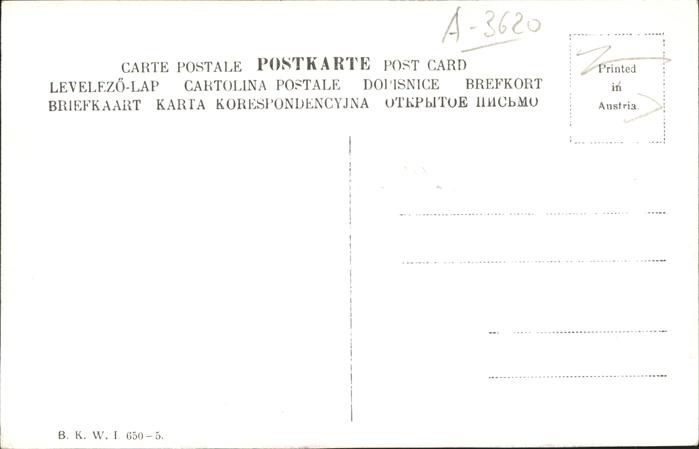 A-3620
CARTE POSTALE POSTKARTE POST CARD
LEVELEZŐ-LAP CARTOLINA POSTALE DOPISNICE BREFKORT
BRIEFKAART KARTA KORESPONDENCYJNA ОТКРЫТОЕ ПИСЬМО
Printed
in
Austria.
B. K. W. I. 650-5.